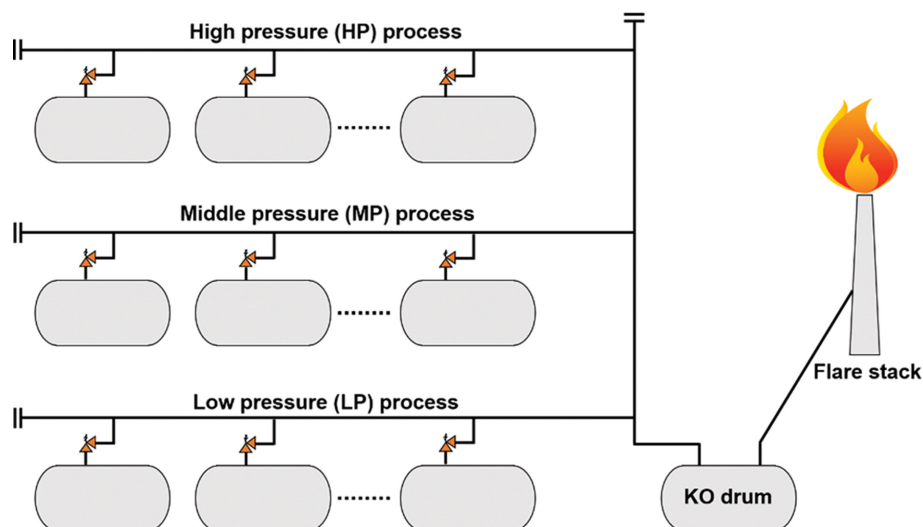 High pressure (HP) process
Middle pressure (MP) process
Low pressure (LP) process
Flare stack
KO drum